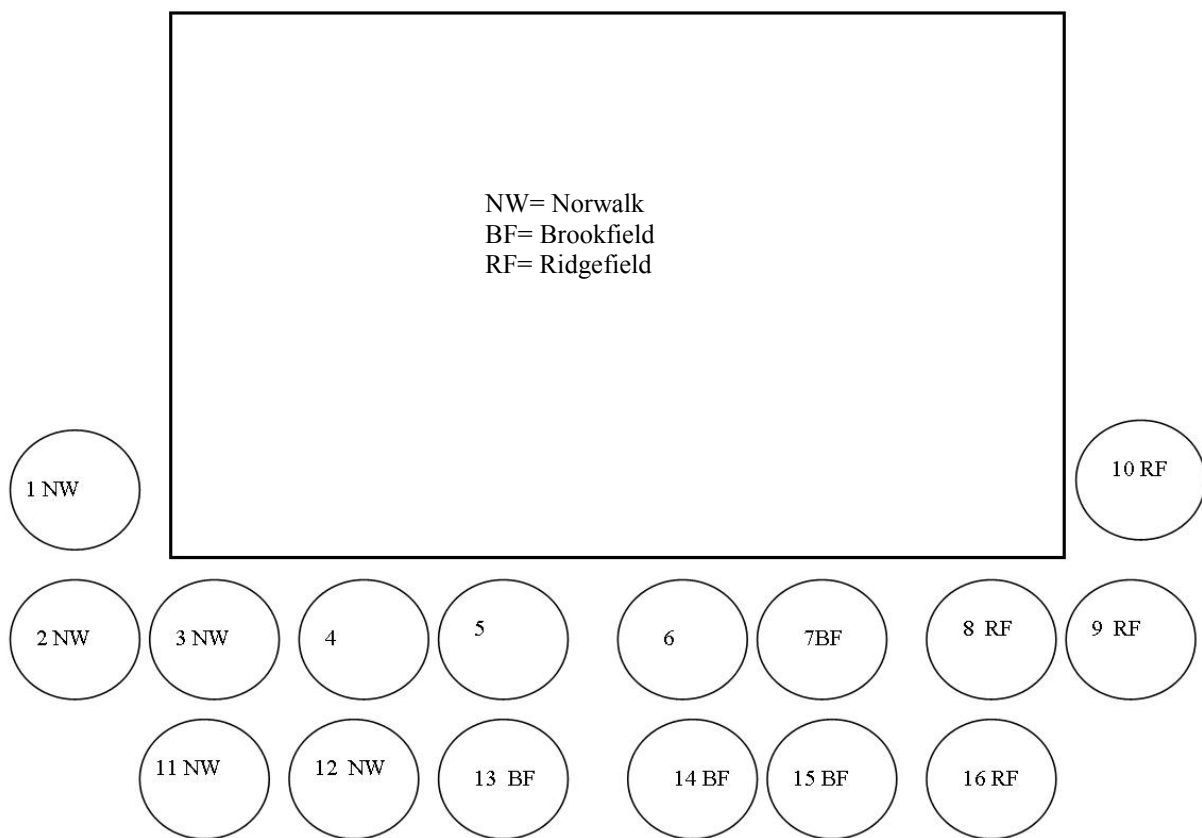 NW= Norwalk
BF= Brookfield
RF= Ridgefield
1 NW
10 RF
2 NW
3 NW
4
5
6
7BF
8 RF
9 RF
11 NW
12 NW
13 BF
14 BF
15 BF
16 RF